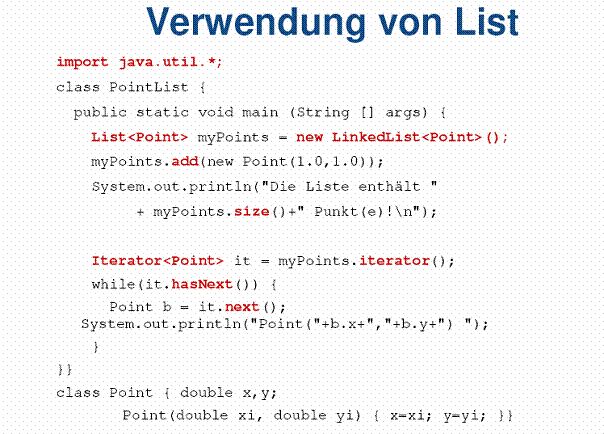 Verwendung von List
import java.util.*;
class PointList {
public static void main (String [] args) {
List<Point> myPoints = new LinkedList<Point>();
myPoints.add(new Point(1.0,1.0));
System.out.println("Die Liste enthält "
+ myPoints.size()+" Punkt(e)!\n");
Iterator<Point> it = myPoints.iterator();
while(it.hasNext()) {
Point b = it.next();
System.out.println("Point("+b.x+","+b.y+") ");
}
}}
class Point { double x,y;
Point(double xi, double yi) { x=xi; y=yi; }}